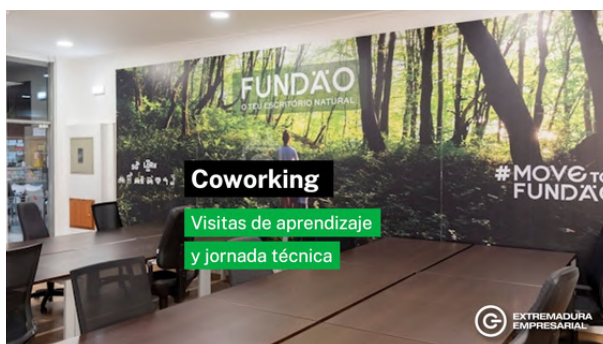 FUNDÃO
O TEU ESCRITÓRIO NATURAL
#MOVE TO
FUNDÃO
Coworking
Visitas de aprendizaje
y jornada técnica
EXTREMADURA
EMPRESARIAL